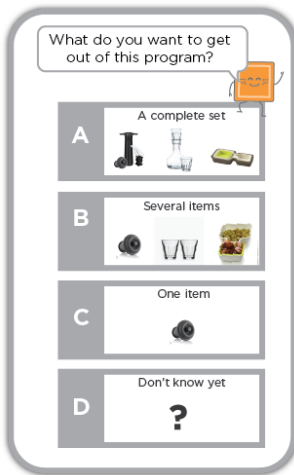 What do you want to get
out of this program?
A
A complete set
B
Several items
C
One item
D
Don't know yet
?